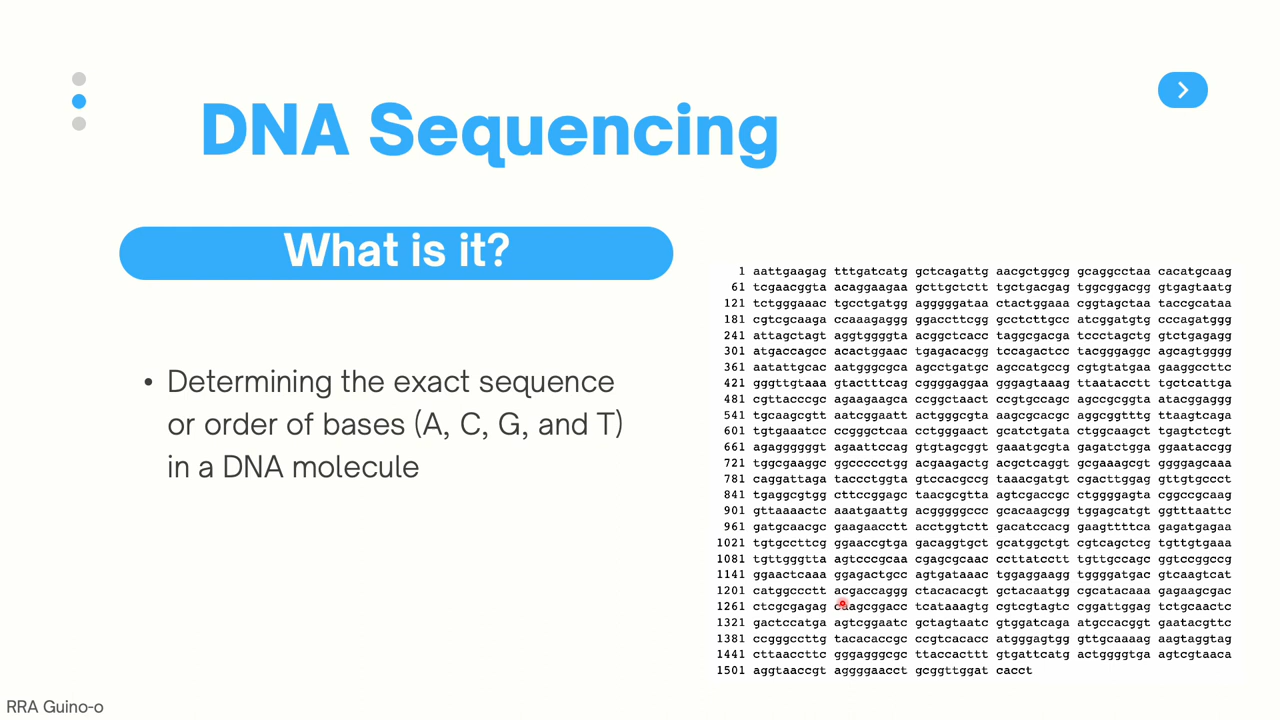 DNA Sequencing
What is it?
• Determining the exact sequence
or order of bases (A, C, G, and T)
in a DNA molecule
1 aattgaagag tttgatcatg gctcagattg aacgctggcg gcaggcctaa cacatgcaag
61 tcgaacggta acaggaagaa gcttgctctt tgctgacgag tggcggacgg gtgagtaatg
121 tctgggaaac tgcctgatgg agggggataa ctactggaaa cggtagctaa taccgcataa
181 cgtcgcaaga ccaaagaggg ggaccttcgg gcctcttgcc atcggatgtg cccagatggg
241 attagctagt aggtggggta acggctcacc taggcgacga tccctagctg gtctgagagg
301 atgaccagcc acactggaac tgagacacgg tccagactcc tacgggaggc agcagtgggg
361 aatattgcac aatgggcgca agcctgatgc agccatgccg cgtgtatgaa gaaggccttc
421 gggttgtaaa gtactttcag cggggaggaa gggagtaaag ttaatacctt tgctcattga
481 cgttacccgc agaagaagca ccggctaact ccgtgccagc agccgcggta atacggaggg
541 tgcaagcgtt aatcggaatt actgggcgta aagcgcacgc aggcggtttg ttaagtcaga
601 tgtgaaatcc ccgggctcaa cctgggaact gcatctgata ctggcaagct tgagtctcgt
661 agaggggggt agaattccag gtgtagcggt gaaatgcgta gagatctgga ggaataccgg
721 tggcgaaggc ggccccctgg acgaagactg acgctcaggt gcgaaagcgt ggggagcaaa
781 caggattaga taccctggta gtccacgccg taaacgatgt cgacttggag gttgtgccct
841 tgaggcgtgg cttccggagc taacgcgtta agtcgaccgc ctggggagta cggccgcaag
901 gttaaaactc aaatgaattg acgggggccc gcacaagcgg tggagcatgt ggtttaattc
961 gatgcaacgc gaagaacctt acctggtctt gacatccacg gaagttttca gagatgagaa
1021 tgtgccttcg ggaaccgtga gacaggtgct gcatggctgt cgtcagctcg tgttgtgaaa
1081 tgttgggtta agtcccgcaa cgagcgcaac ccttatcctt tgttgccagc ggtccggccg
1141 ggaactcaaa ggagactgcc agtgataaac tggaggaagg tggggatgac gtcaagtcat
1201 catggccctt acgaccaggg ctacacacgt gctacaatgg cgcatacaaa gagaagcgac
1261 ctcgcgagag caagcggacc tcataaagtg cgtcgtagtc cggattggag tctgcaactc
1321 gactccatga agtcggaatc gctagtaatc gtggatcaga atgccacggt gaatacgttc
1381 ccgggccttg tacacaccgc ccgtcacacc atgggagtgg gttgcaaaag aagtaggtag
1441 cttaaccttc gggagggcgc ttaccacttt gtgattcatg actggggtga agtcgtaaca
1501 aggtaaccgt aggggaacct gcggttggat cacct
RRA Guino-o